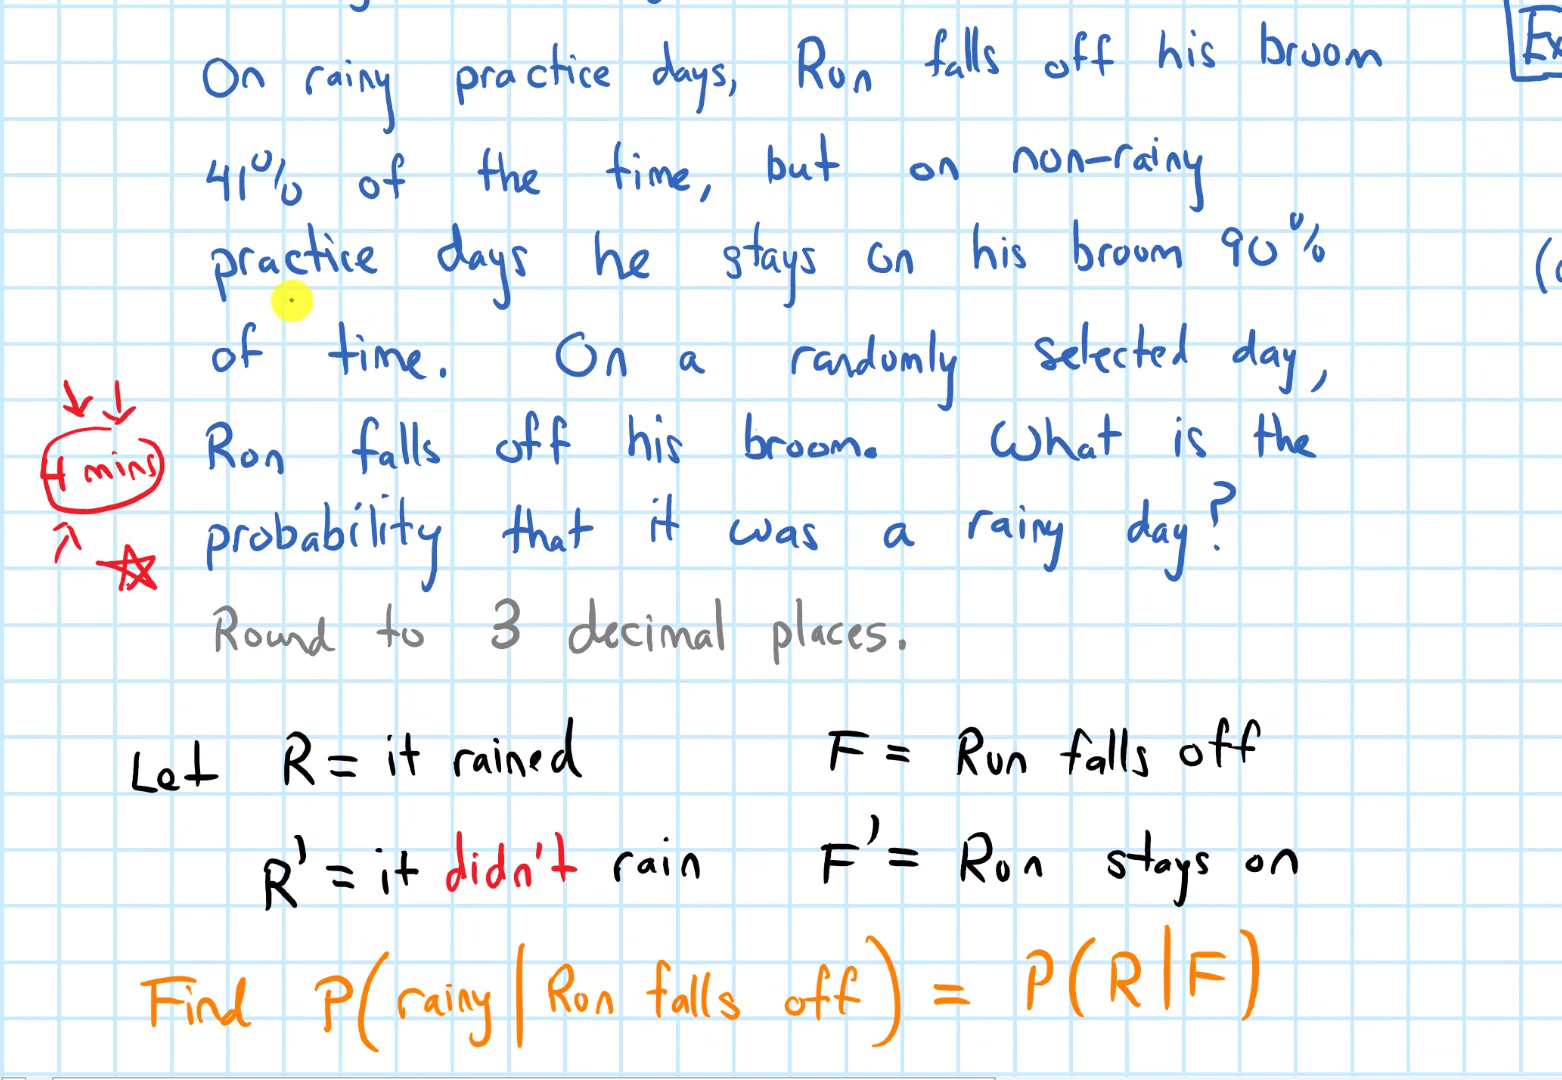 On rainy practice days, Ron falls off his broom
41% of the time, but on non-rainy
practice days he stays on his broom 90%
of time. On a randomly selected day,
Ron falls off his broom. What is the
probability that it was a rainy day?
Round to 3 decimal places.
4 mins
Let R = it rained F = Ron falls off
R' = it didn't rain F' = Ron stays on
Find P(rainy | Ron falls off) = P(R|F)